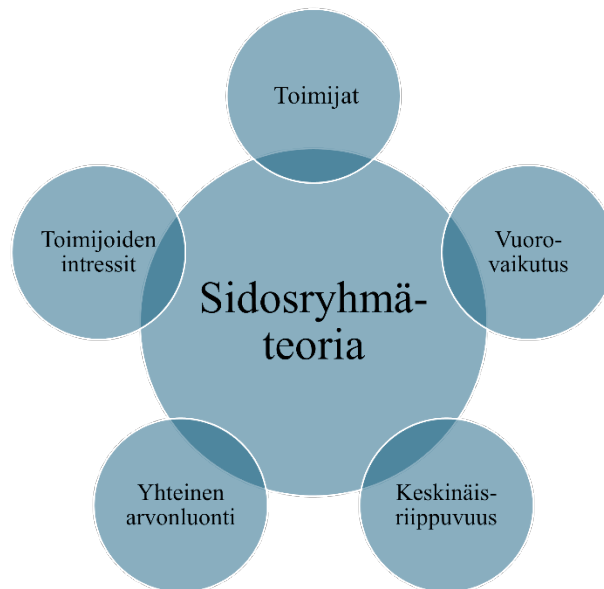 Toimijat
Vuoro-
vaikutus
Keskinäis-
riippuvuus
Yhteinen
arvonluonti
Toimijoiden
intressit
Sidosryhmä-
teoria